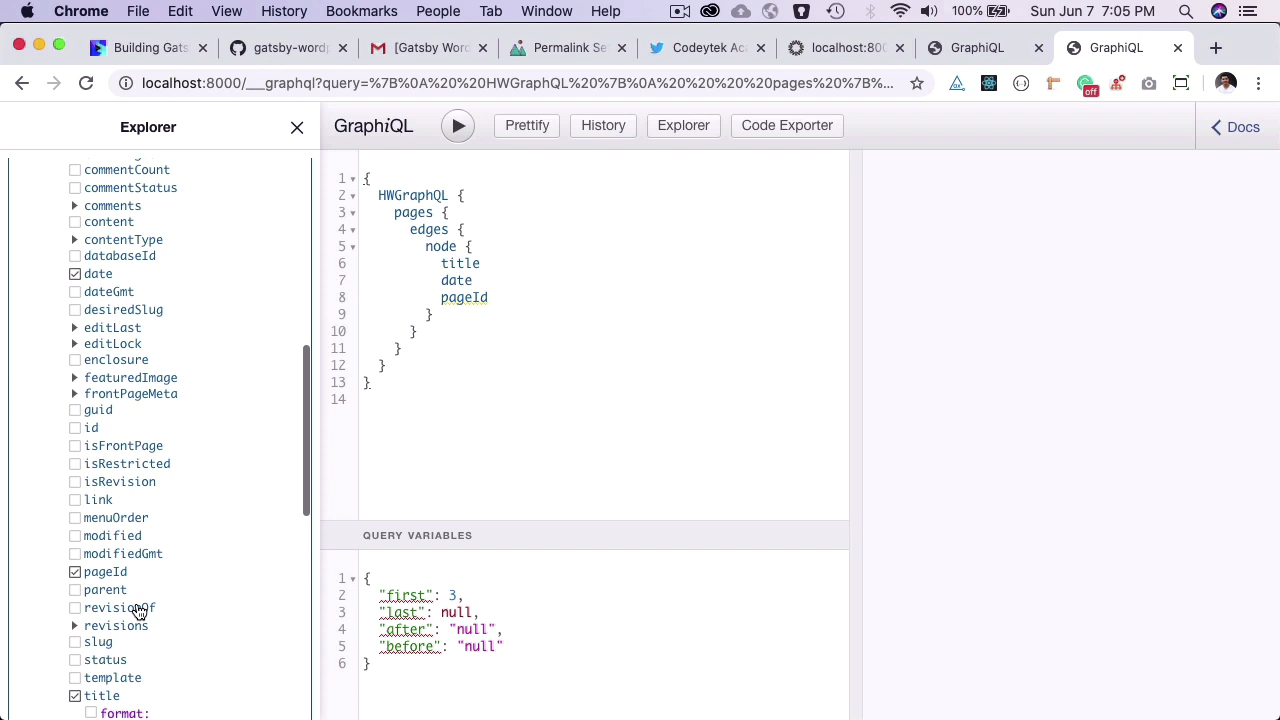 Chrome File Edit View History Bookmarks People Tab Window Help 100% Sun Jun 7 7:05 PM
Building Gats gatsby-wordp [Gatsby Word Permalink Se Codeytek Aca localhost:800 GraphiQL GraphiQL
localhost:8000/___graphql?query=%7B%0A%20%20HWGraphQL%20%7B%0A%20%20%20%20pages%20%7B%... off
Explorer
GraphiQL Prettify History Explorer Code Exporter Docs
commentCount
commentStatus
comments
content
contentType
databaseId
date
dateGmt
desiredSlug
editLast
editLock
enclosure
featuredImage
frontPageMeta
guid
id
isFrontPage
isRestricted
isRevision
link
menuOrder
modified
modifiedGmt
pageId
parent
revisionOf
revisions
slug
status
template
title
format:
1 {
2 HWGraphQL {
3 pages {
4 edges {
5 node {
6 title
7 date
8 pageId
9 }
10 }
11 }
12 }
13 }
14
QUERY VARIABLES
1 {
2 "first": 3,
3 "last": null,
4 "after": "null",
5 "before": "null"
6 }